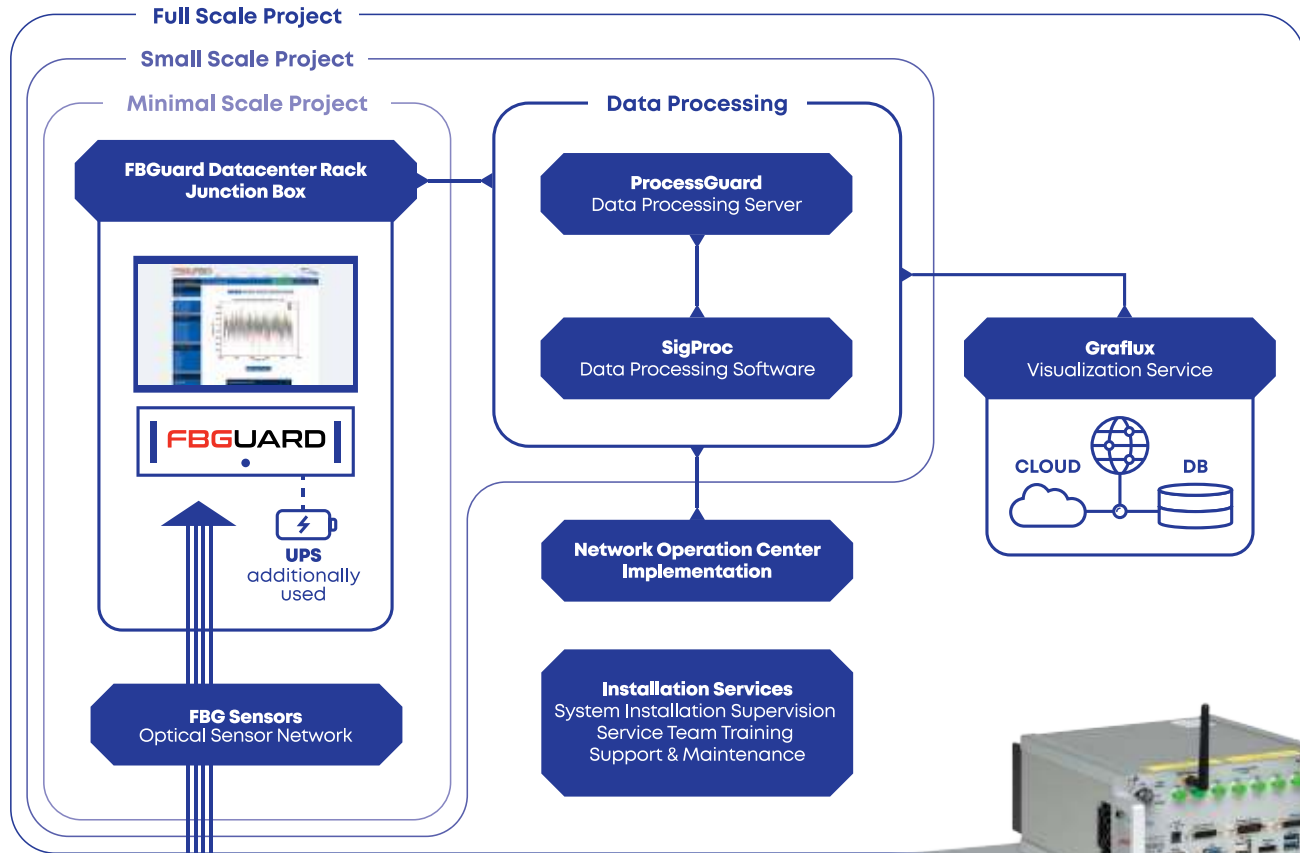 Full Scale Project
Small Scale Project
Minimal Scale Project
Data Processing
FBGuard Datacenter Rack
Junction Box
ProcessGuard
Data Processing Server
SigProc
Data Processing Software
Graflux
Visualization Service
FBGUARD
CLOUD
DB
UPS
additionally
used
Network Operation Center
Implementation
Installation Services
System Installation Supervision
Service Team Training
Support & Maintenance
FBG Sensors
Optical Sensor Network